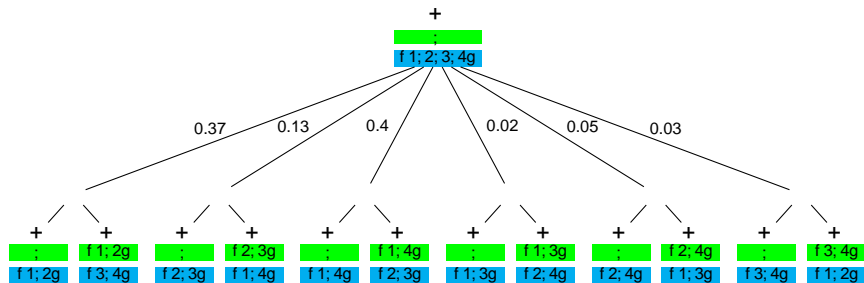 +
;
f 1; 2; 3; 4g
0.37 0.13 0.4 0.02 0.05 0.03
+ + + + + + + + + + + +
; f 1; 2g ; f 2; 3g ; f 1; 4g ; f 1; 3g ; f 2; 4g ; f 3; 4g
f 1; 2g f 3; 4g f 2; 3g f 1; 4g f 1; 4g f 2; 3g f 1; 3g f 2; 4g f 2; 4g f 1; 3g f 3; 4g f 1; 2g